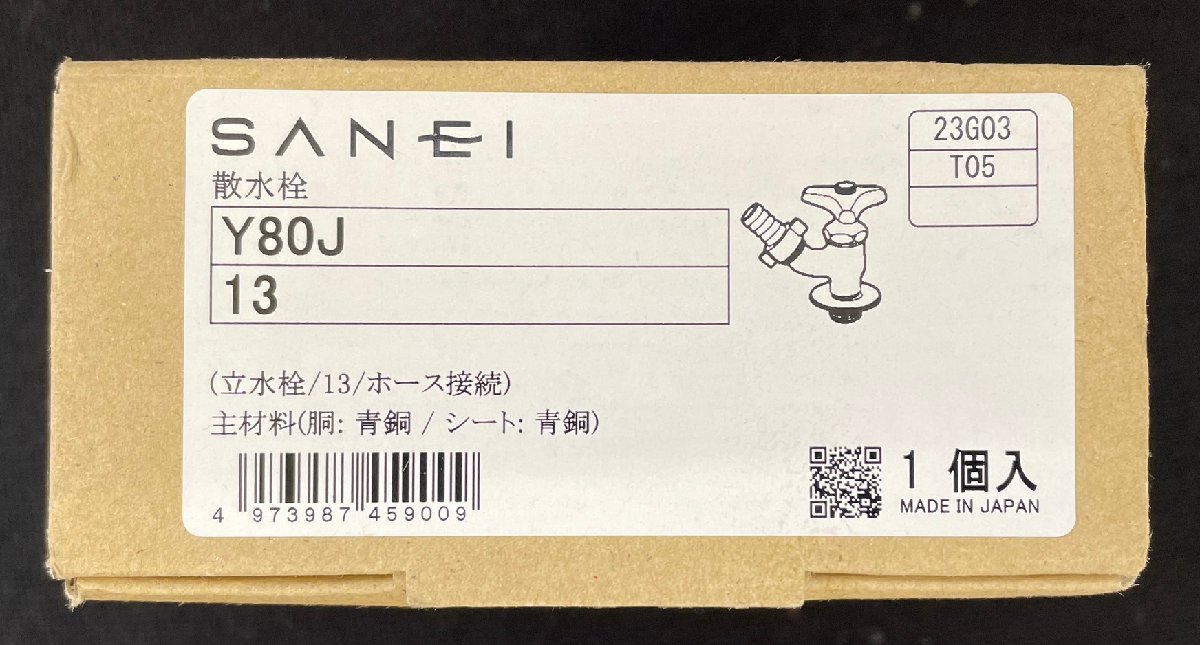 SANEI
散水栓
Y80J
13
23G03
T05
(立水栓/13/ホース接続)
主材料(胴: 青銅 / シート: 青銅)
4 973987 459009
1 個入
MADE IN JAPAN